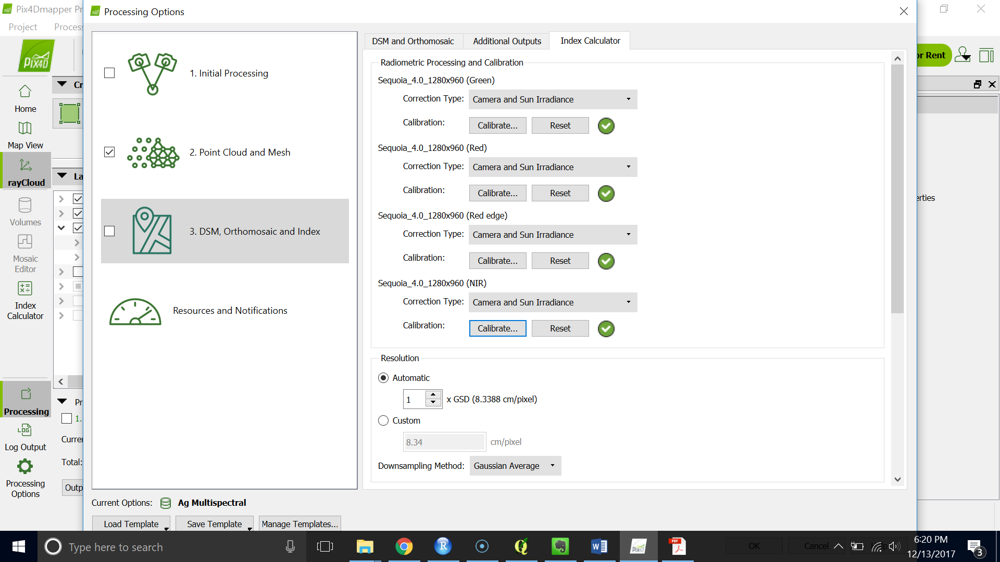 Pix4Dmapper Pr
Processing Options
Project
Process
PIX4D
or Rent
Home
Map View
rayCloud
Volumes
Mosaic
Editor
Index
Calculator
Processing
Log Output
Processing
Options
Cr
La
Pr
1.
Curre
Total:
Outp
1. Initial Processing
2. Point Cloud and Mesh
3. DSM, Orthomosaic and Index
Resources and Notifications
DSM and Orthomosaic
Additional Outputs
Index Calculator
Radiometric Processing and Calibration
Sequoia_4.0_1280x960 (Green)
Correction Type: Camera and Sun Irradiance
Calibration: Calibrate... Reset
Sequoia_4.0_1280x960 (Red)
Correction Type: Camera and Sun Irradiance
Calibration: Calibrate... Reset
Sequoia_4.0_1280x960 (Red edge)
Correction Type: Camera and Sun Irradiance
Calibration: Calibrate... Reset
Sequoia_4.0_1280x960 (NIR)
Correction Type: Camera and Sun Irradiance
Calibration: Calibrate... Reset
Resolution
Automatic
1 x GSD (8.3388 cm/pixel)
Custom
8.34 cm/pixel
Downsampling Method: Gaussian Average
erties
Current Options: Ag Multispectral
Load Template Save Template Manage Templates...
OK Cancel Help
Type here to search
6:20 PM
12/13/2017
3